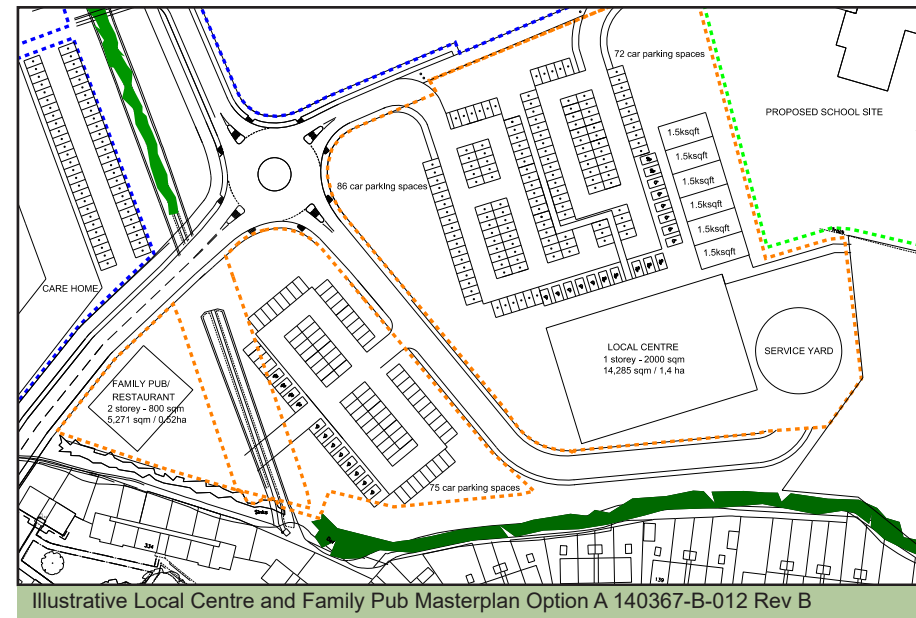 72 car parking spaces
PROPOSED SCHOOL SITE
1.5ksqft
1.5ksqft
1.5ksqft
1.5ksqft
1.5ksqft
1.5ksqft
86 car parking spaces
CARE HOME
LOCAL CENTRE
1 storey - 2000 sqm
14,285 sqm / 1,4 ha
SERVICE YARD
FAMILY PUB/
RESTAURANT
2 storey - 800 sqm
5,271 sqm / 0.52ha
75 car parking spaces
334
139
Illustrative Local Centre and Family Pub Masterplan Option A 140367-B-012 Rev B